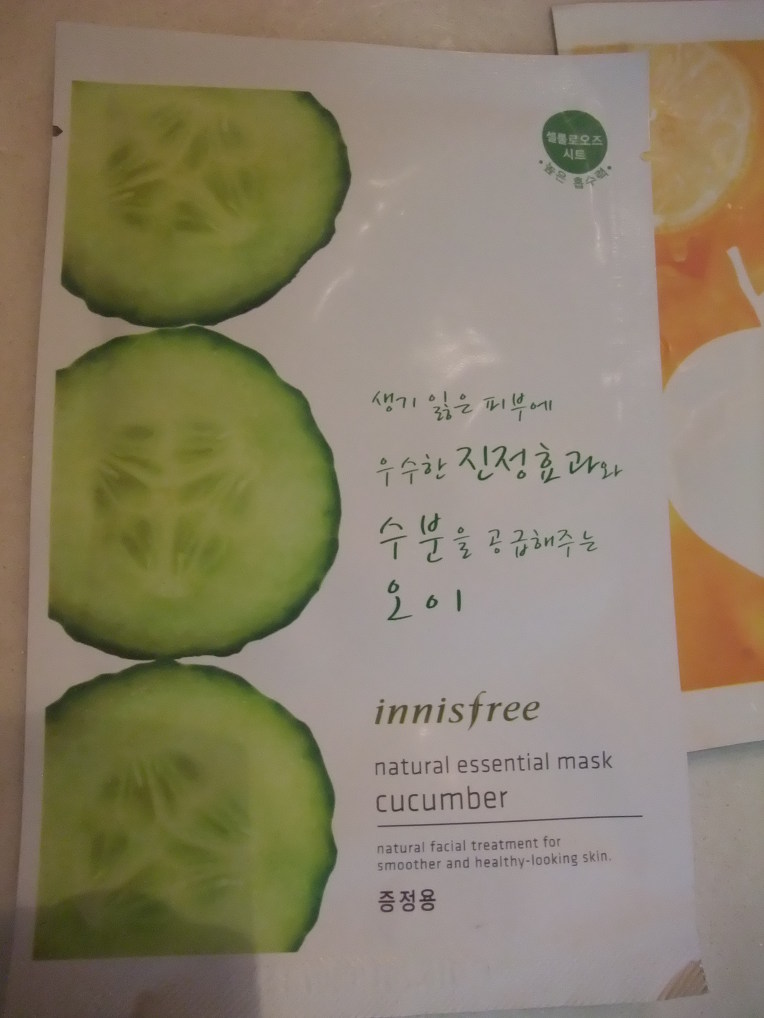 셀룰로오즈
시트
높은 흡수력
생기 잃은 피부에
우수한 진정효과와
수분을 공급해주는
오이
innisfree
natural essential mask
cucumber
natural facial treatment for
smoother and healthy-looking skin.
증정용